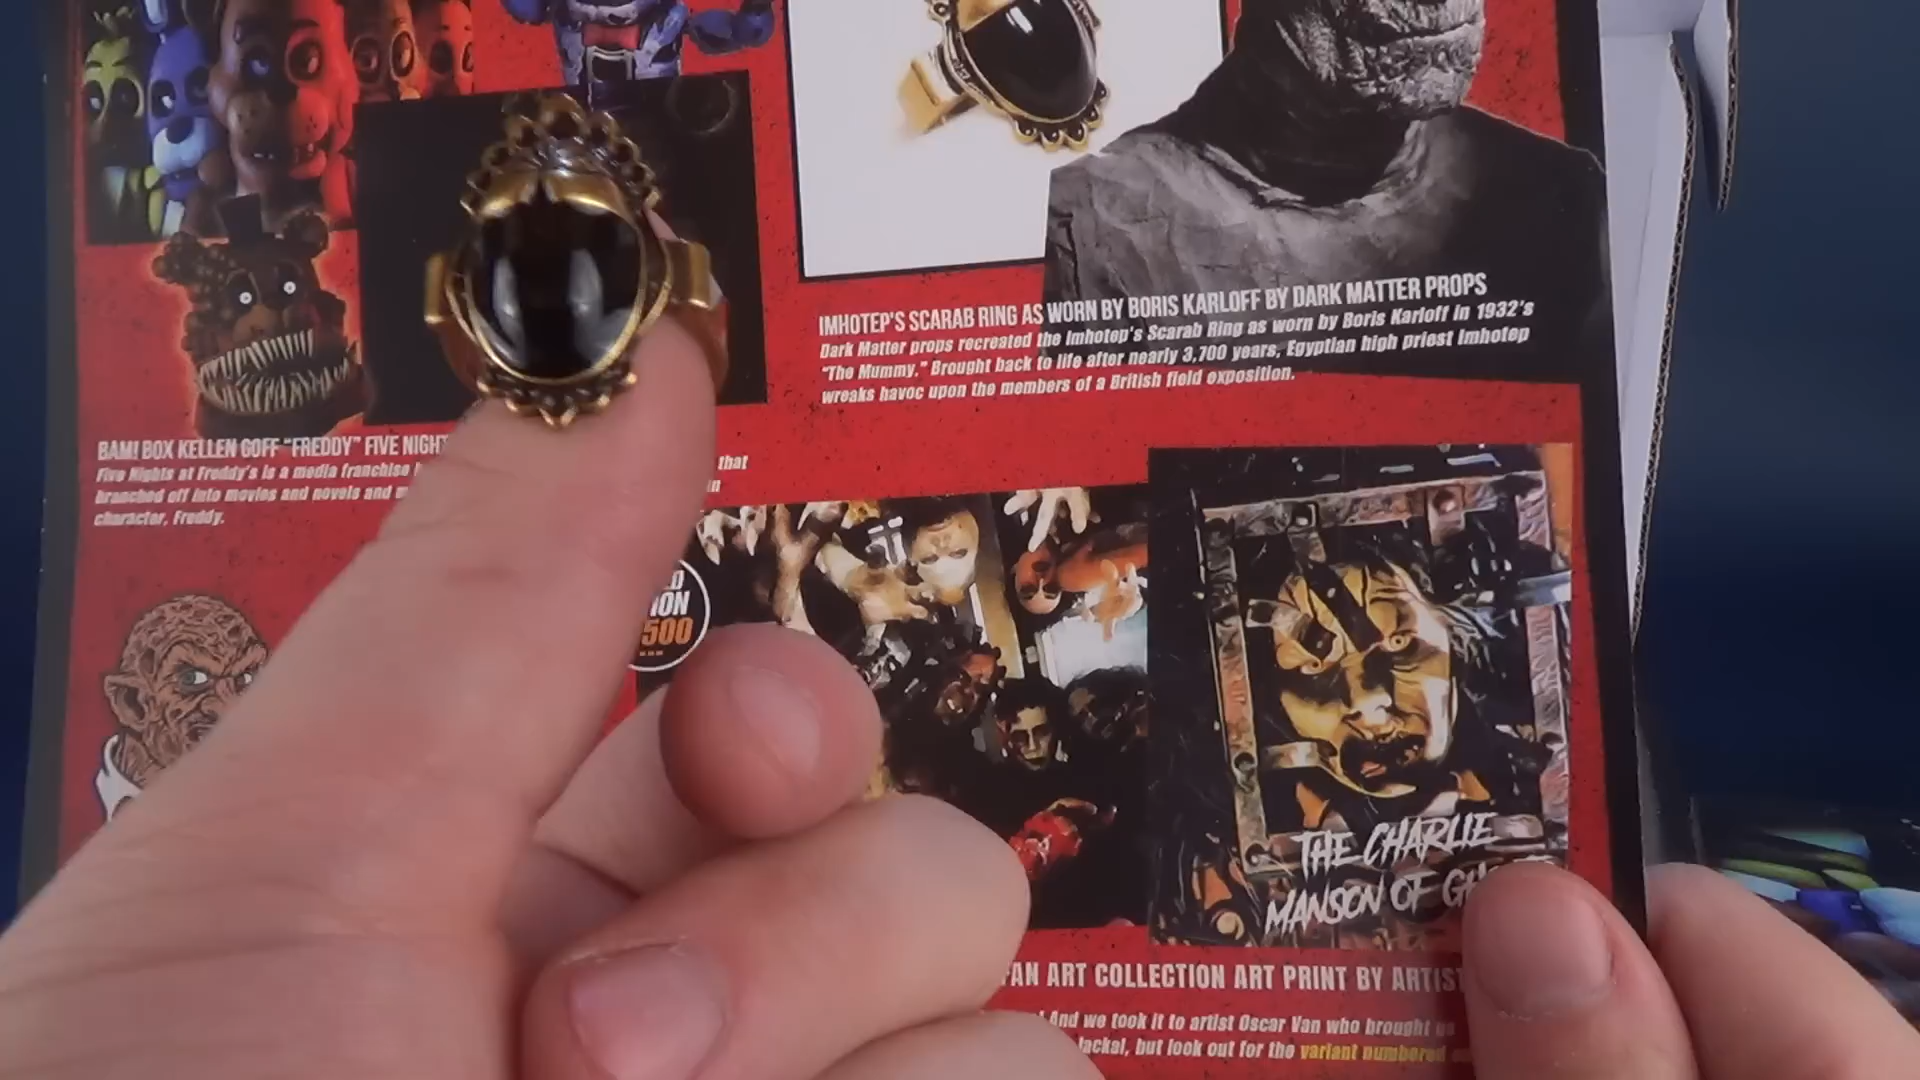 IMHOTEP'S SCARAB RING AS WORN BY BORIS KARLOFF BY DARK MATTER PROPS
Dark Matter props recreated the Imhotep's Scarab Ring as worn by Boris Karloff in 1932's
"The Mummy," Brought back to life after nearly 3,700 years, Egyptian high priest Imhotep
wreaks havoc upon the members of a British field exposition.
BAM! BOX KELLEN GOFF "FREDDY" FIVE NIGHT
Five Nights at Freddy's is a media franchise that
branched off into movies and novels and
character, Freddy.
500
THE CHARLIE
MANSON OF
FAN ART COLLECTION ART PRINT BY ARTIST
And we took it to artist Oscar Van who brought us
Jackal, but look out for the variant numbered